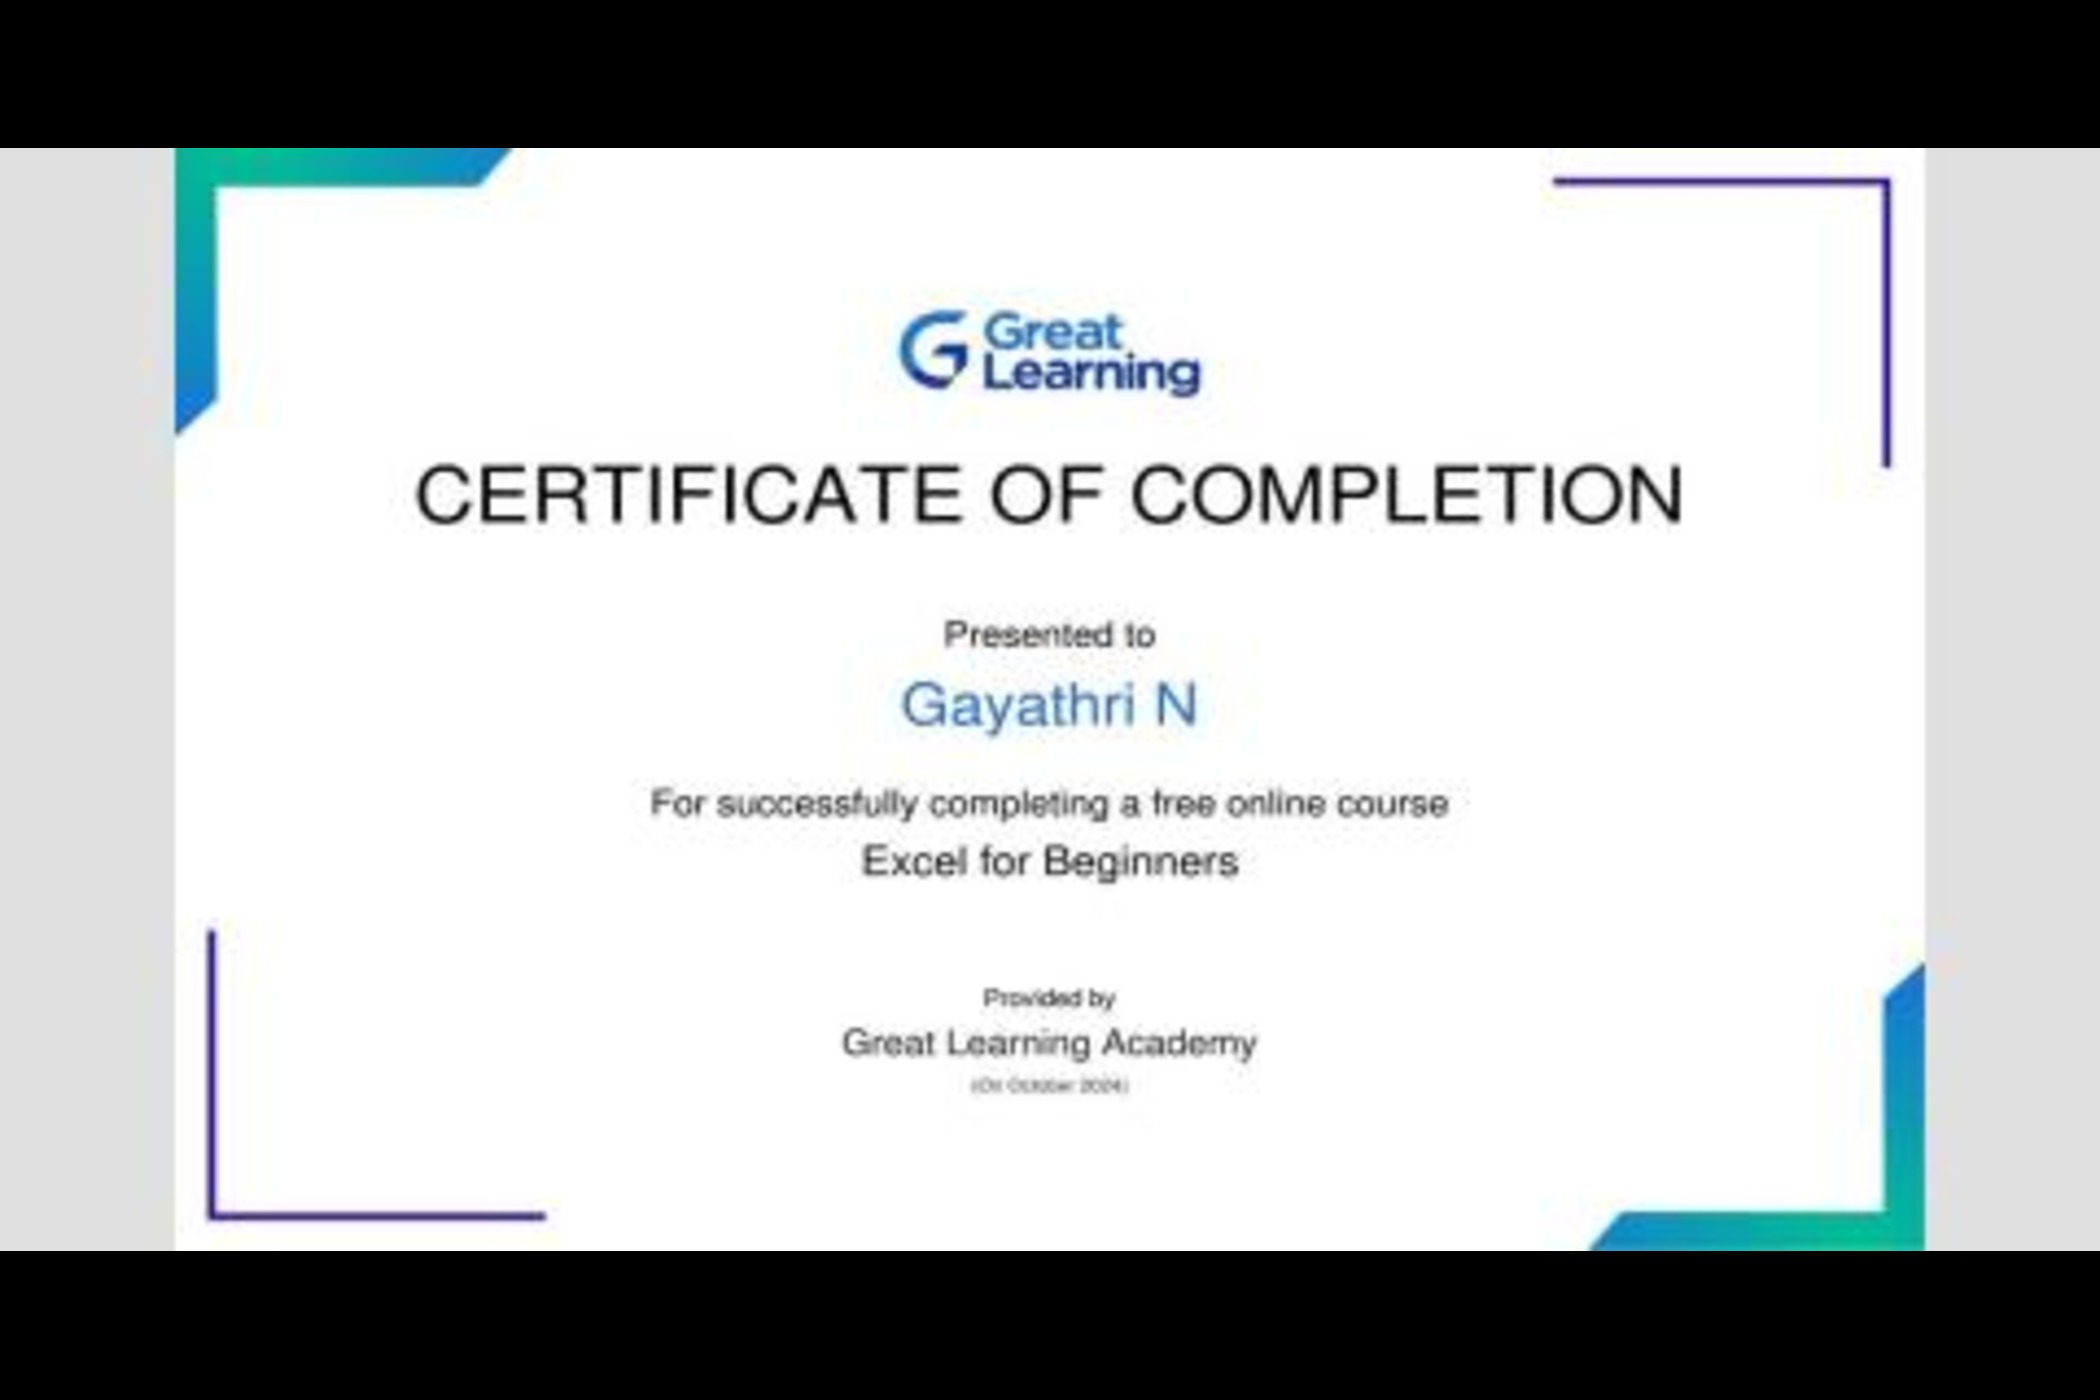 Great
Learning
CERTIFICATE OF COMPLETION
Presented to
Gayathri N
For successfully completing a free online course
Excel for Beginners
Provided by
Great Learning Academy
(On October 2024)